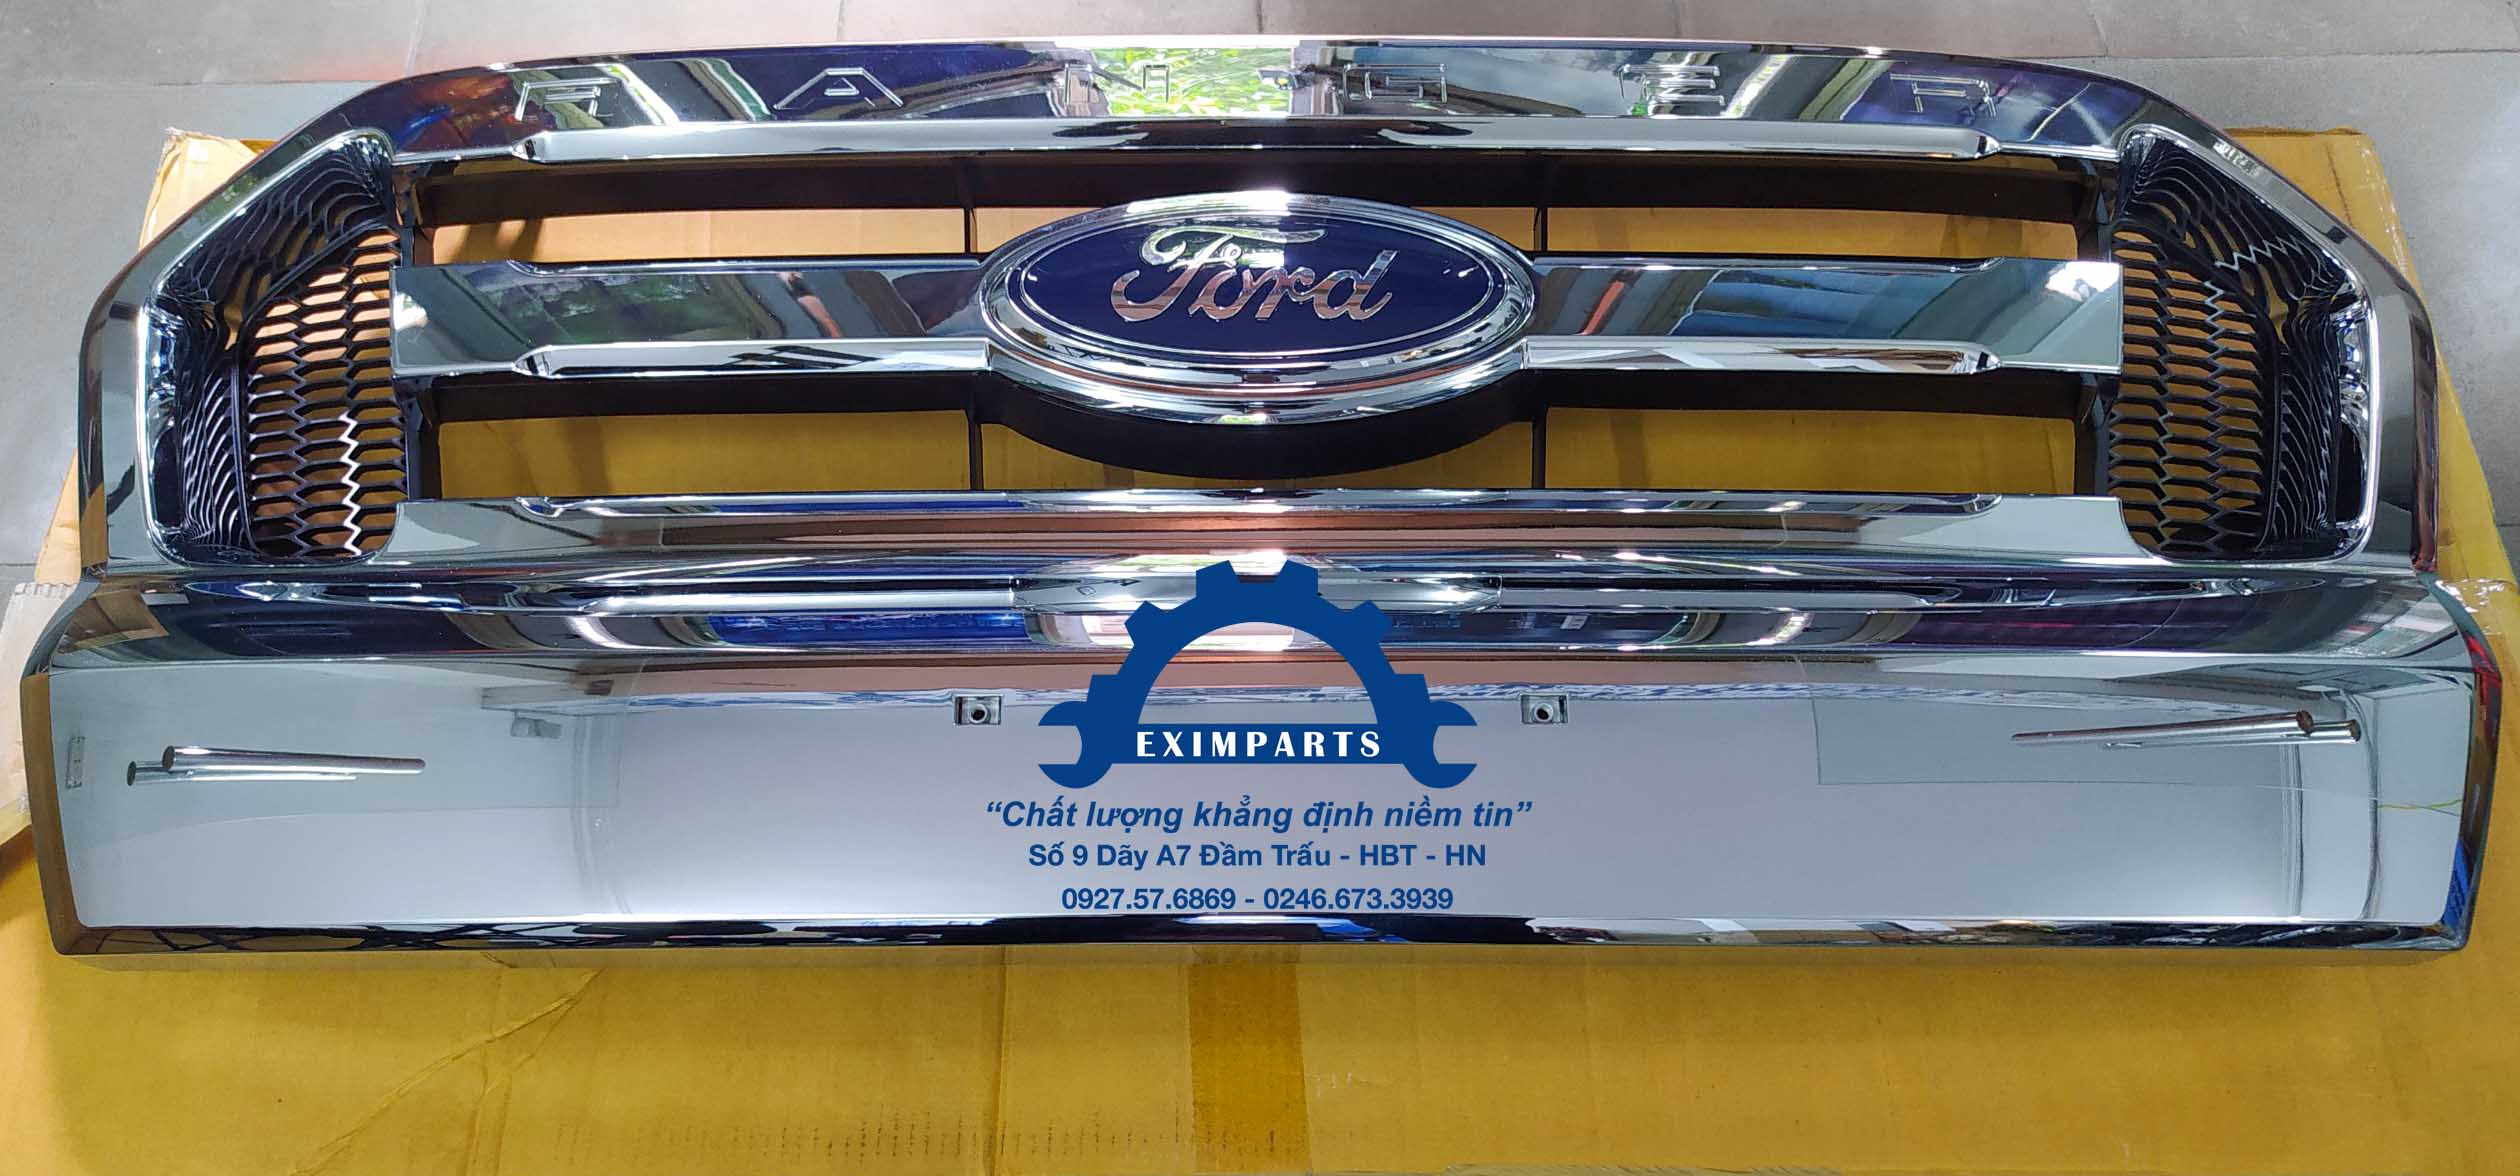 RANGER
Ford
EXIMPARTS
“Chất lượng khẳng định niềm tin”
Số 9 Dãy A7 Đầm Trấu - HBT - HN
0927.57.6869 - 0246.673.3939